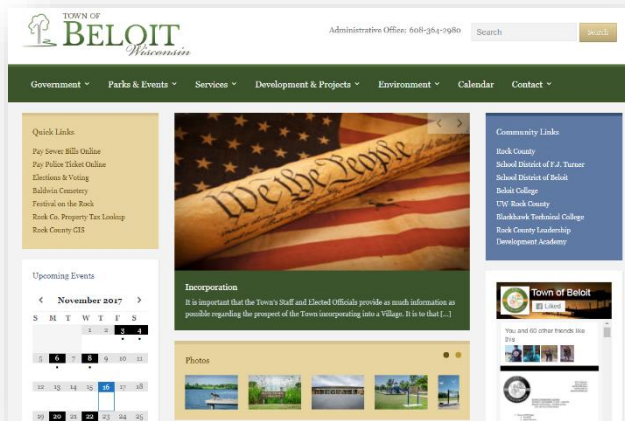 TOWN OF
BELOIT
Wisconsin
Administrative Office: 608-364-2980
Search
Search
Government
Parks & Events
Services
Development & Projects
Environment
Calendar
Contact
Quick Links
Pay Sewer Bills Online
Pay Police Ticket Online
Elections & Voting
Baldwin Cemetery
Festival on the Rock
Rock Co. Property Tax Lookup
Rock County GIS
Upcoming Events
November 2017
S M T W T F S
1 2 3 4
5 6 7 8 9 10 11
12 13 14 15 16 17 18
19 20 21 22 23 24 25
We the People
Incorporation
It is important that the Town's Staff and Elected Officials provide as much information as
possible regarding the prospect of the Town incorporating into a Village. It is to that [...]
Photos
Community Links
Rock County
School District of F.J. Turner
School District of Beloit
Beloit College
UW-Rock County
Blackhawk Technical College
Rock County Leadership
Development Academy
Town of Beloit
Liked
You and 60 other friends like
this